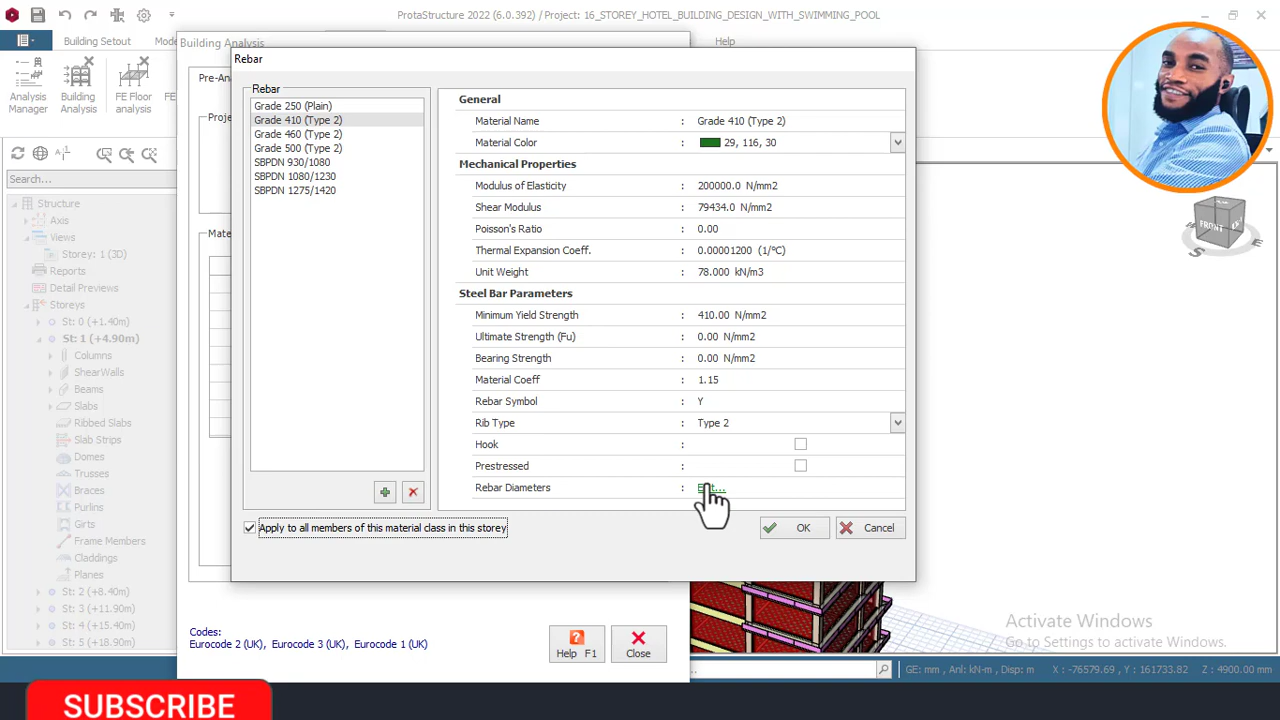 ProtaStructure 2022 (6.0.392) / Project: 16_STOREY_HOTEL_BUILDING_DESIGN_WITH_SWIMMING_POOL
Building Setout
Help
Analysis
Manager
Building
Analysis
FE Floor
analysis
FE
Search...
Structure
Axis
Views
Storey: 1 (3D)
Reports
Detail Previews
Storeys
St: 0 (+1.40m)
St: 1 (+4.90m)
Columns
ShearWalls
Beams
Slabs
Ribbed Slabs
Slab Strips
Domes
Trusses
Braces
Purlins
Girts
Frame Members
Claddings
Planes
St: 2 (+8.40m)
St: 3 (+11.90m)
St: 4 (+15.40m)
St: 5 (+18.90m)
Building Analysis
Rebar
Rebar
Grade 250 (Plain)
Grade 410 (Type 2)
Grade 460 (Type 2)
Grade 500 (Type 2)
SBPDN 930/1080
SBPDN 1080/1230
SBPDN 1275/1420
General
Material Name : Grade 410 (Type 2)
Material Color : 29, 116, 30
Mechanical Properties
Modulus of Elasticity : 200000.0 N/mm2
Shear Modulus : 79434.0 N/mm2
Poisson's Ratio : 0.00
Thermal Expansion Coeff. : 0.00001200 (1/°C)
Unit Weight : 78.000 kN/m3
Steel Bar Parameters
Minimum Yield Strength : 410.00 N/mm2
Ultimate Strength (Fu) : 0.00 N/mm2
Bearing Strength : 0.00 N/mm2
Material Coeff : 1.15
Rebar Symbol : Y
Rib Type : Type 2
Hook :
Prestressed :
Rebar Diameters :
Apply to all members of this material class in this storey
OK
Cancel
Codes:
Eurocode 2 (UK), Eurocode 3 (UK), Eurocode 1 (UK)
Help F1
Close
FRONT
S
E
Activate Windows
Go to Settings to activate Windows.
GE: mm , Anl: kN-m , Disp: m
X : -76579.69 , Y : 161733.82
Z : 4900.00 mm
SUBSCRIBE